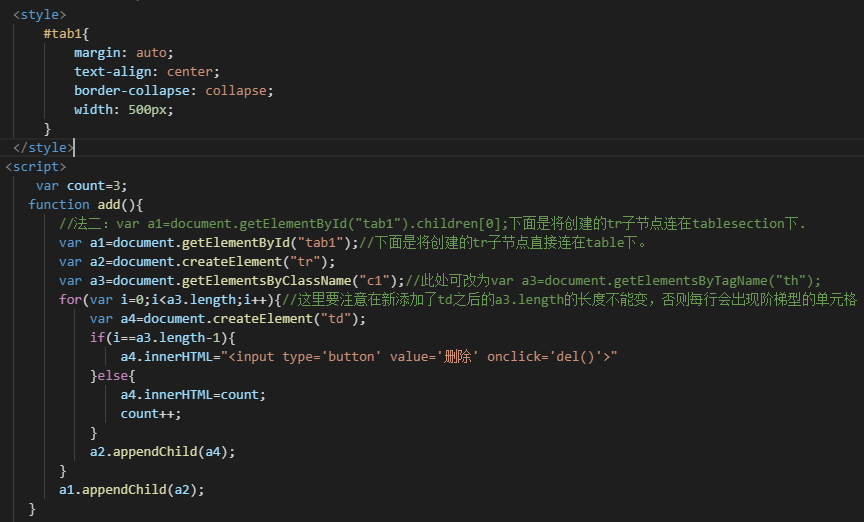 <style>
#tab1{
margin: auto;
text-align: center;
border-collapse: collapse;
width: 500px;
}
</style>
<script>
var count=3;
function add(){
//法二：var a1=document.getElementById("tab1").children[0];下面是将创建的tr子节点连在tablesection下.
var a1=document.getElementById("tab1");//下面是将创建的tr子节点直接连在table下。
var a2=document.createElement("tr");
var a3=document.getElementsByClassName("c1");//此处可改为var a3=document.getElementsByTagName("th");
for(var i=0;i<a3.length;i++){//这里要注意在新添加了td之后的a3.length的长度不能变，否则每行会出现阶梯型的单元格
var a4=document.createElement("td");
if(i==a3.length-1){
a4.innerHTML="<input type='button' value='删除' onclick='del()'>"
}else{
a4.innerHTML=count;
count++;
}
a2.appendChild(a4);
}
a1.appendChild(a2);
}